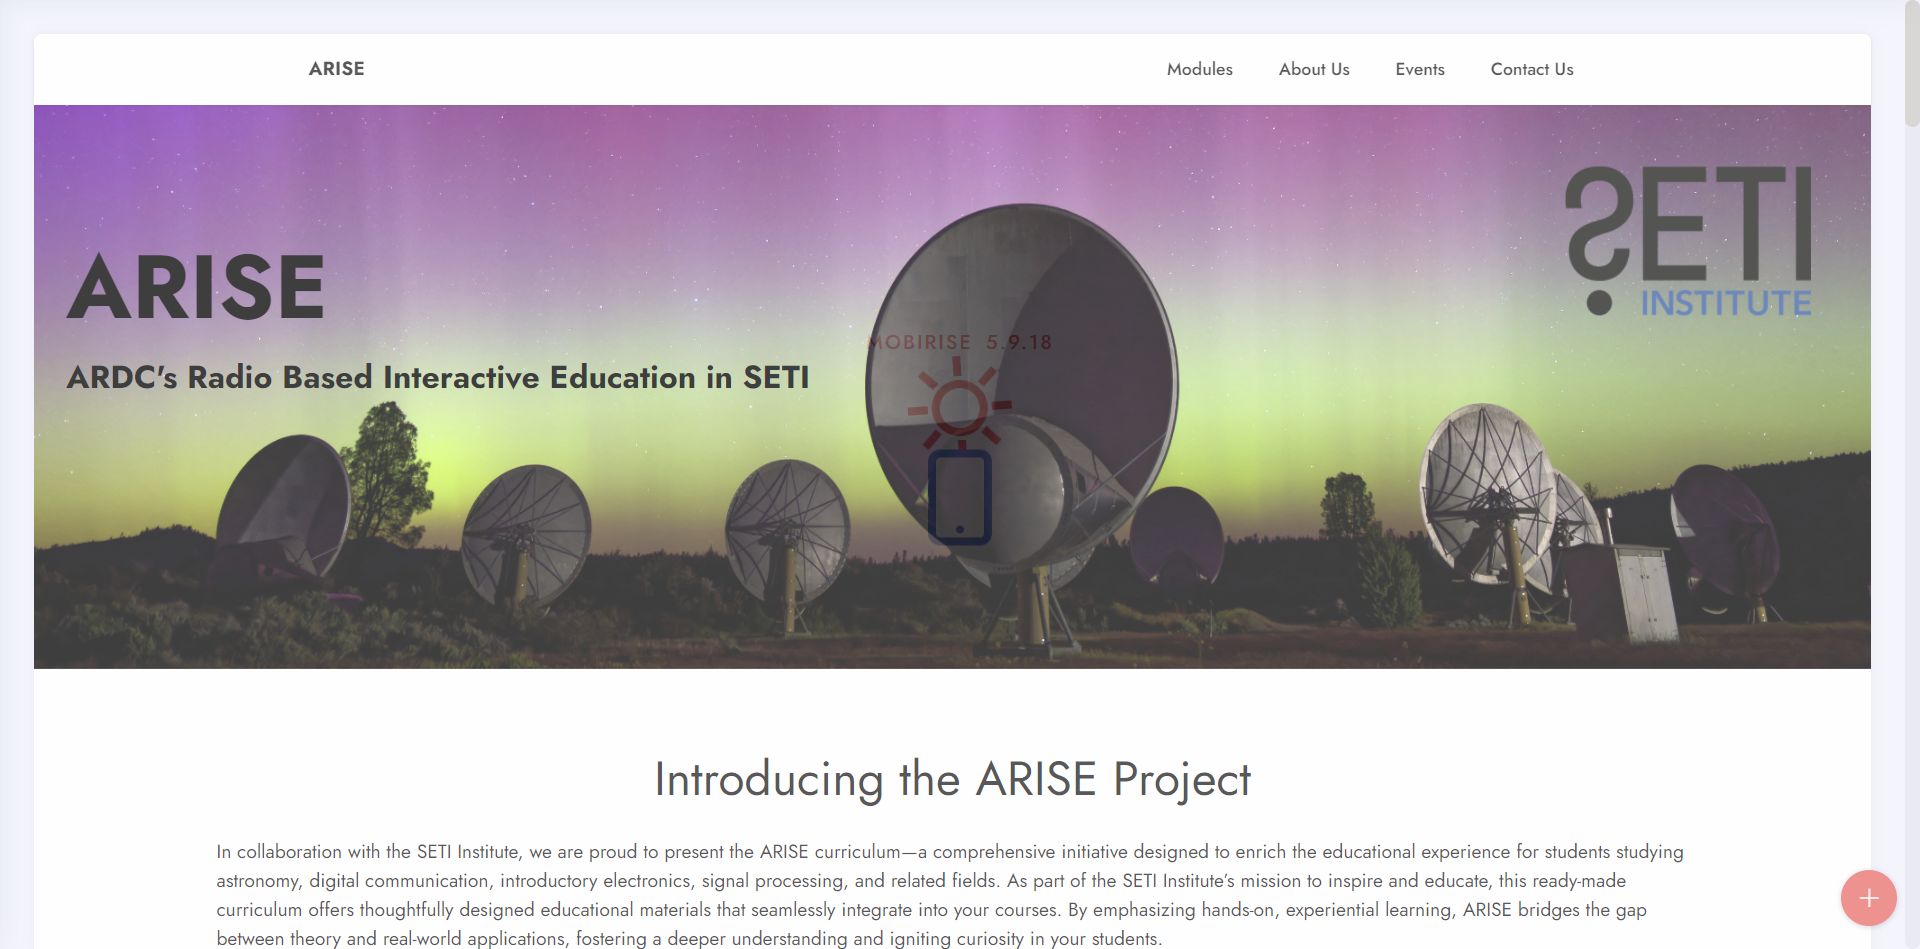 ARISE
Modules About Us Events Contact Us
SETI
INSTITUTE
ARISE
MOBIRISE 5.9.18
ARDC's Radio Based Interactive Education in SETI
Introducing the ARISE Project
In collaboration with the SETI Institute, we are proud to present the ARISE curriculum—a comprehensive initiative designed to enrich the educational experience for students studying
astronomy, digital communication, introductory electronics, signal processing, and related fields. As part of the SETI Institute's mission to inspire and educate, this ready-made
curriculum offers thoughtfully designed educational materials that seamlessly integrate into your courses. By emphasizing hands-on, experiential learning, ARISE bridges the gap
between theory and real-world applications, fostering a deeper understanding and igniting curiosity in your students.